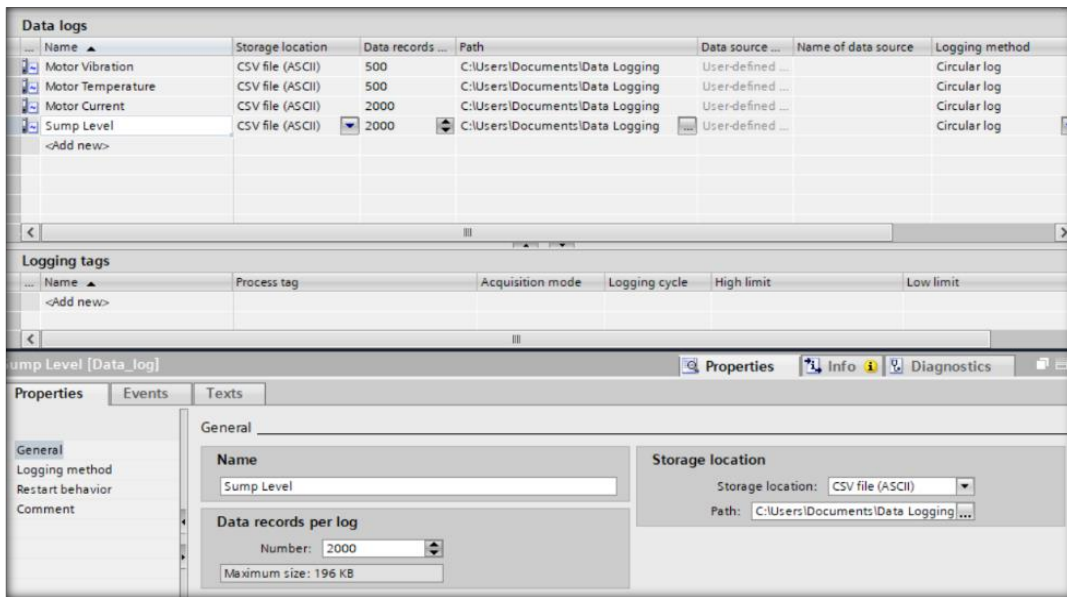 Data logs
... Name Storage location Data records ... Path Data source ... Name of data source Logging method
Motor Vibration CSV file (ASCII) 500 C:\Users\Documents\Data Logging User-defined ... Circular log
Motor Temperature CSV file (ASCII) 500 C:\Users\Documents\Data Logging User-defined ... Circular log
Motor Current CSV file (ASCII) 2000 C:\Users\Documents\Data Logging User-defined ... Circular log
Sump Level CSV file (ASCII) 2000 C:\Users\Documents\Data Logging ... User-defined ... Circular log
<Add new>
Logging tags
... Name Process tag Acquisition mode Logging cycle High limit Low limit
<Add new>
ump Level [Data_log] Properties Info Diagnostics
Properties Events Texts
General
General
Logging method
Restart behavior
Comment
Name
Sump Level
Data records per log
Number: 2000
Maximum size: 196 KB
Storage location
Storage location: CSV file (ASCII)
Path: C:\Users\Documents\Data Logging ...